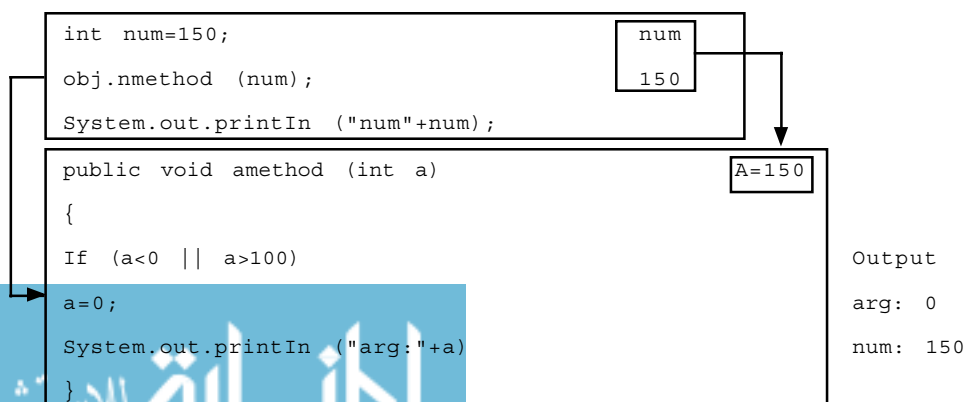 int num=150;
num
obj.nmethod (num);
150
System.out.printIn ("num"+num);
public void amethod (int a)
A=150
{
If (a<0 || a>100)
Output
a=0;
arg: 0
System.out.printIn ("arg:"+a)
num: 150
}